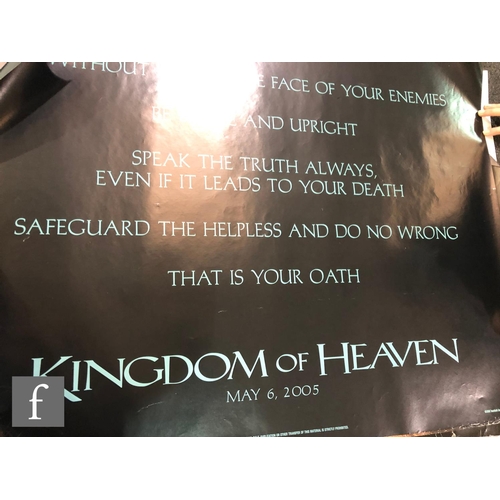 WITHOUT FACE OF YOUR ENEMIES
AND UPRIGHT
SPEAK THE TRUTH ALWAYS,
EVEN IF IT LEADS TO YOUR DEATH
SAFEGUARD THE HELPLESS AND DO NO WRONG
THAT IS YOUR OATH
KINGDOM OF HEAVEN
MAY 6, 2005
f